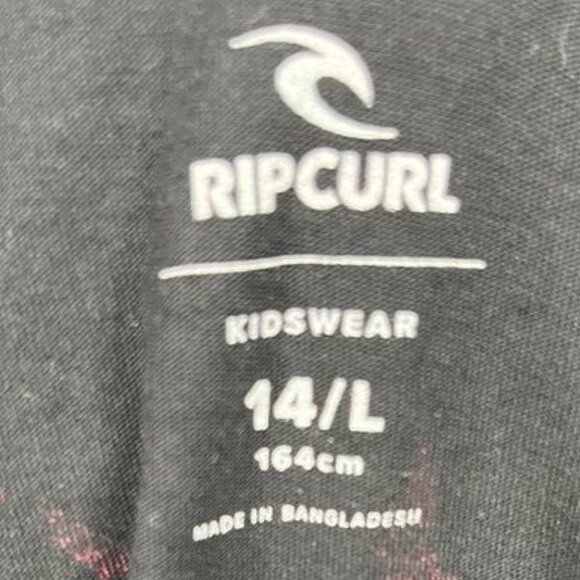 RIPCURL
KIDSWEAR
14/L
164cm
MADE IN BANGLADESH